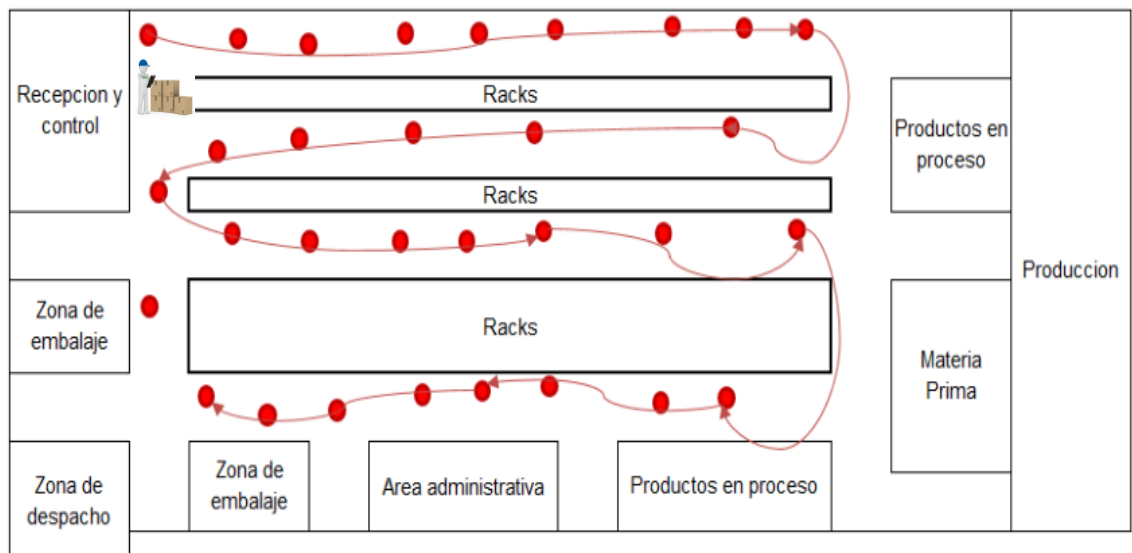 Recepcion y
control
Racks
Productos en
proceso
Racks
Produccion
Zona de
embalaje
Racks
Materia
Prima
Zona de
despacho
Zona de
embalaje
Area administrativa
Productos en proceso